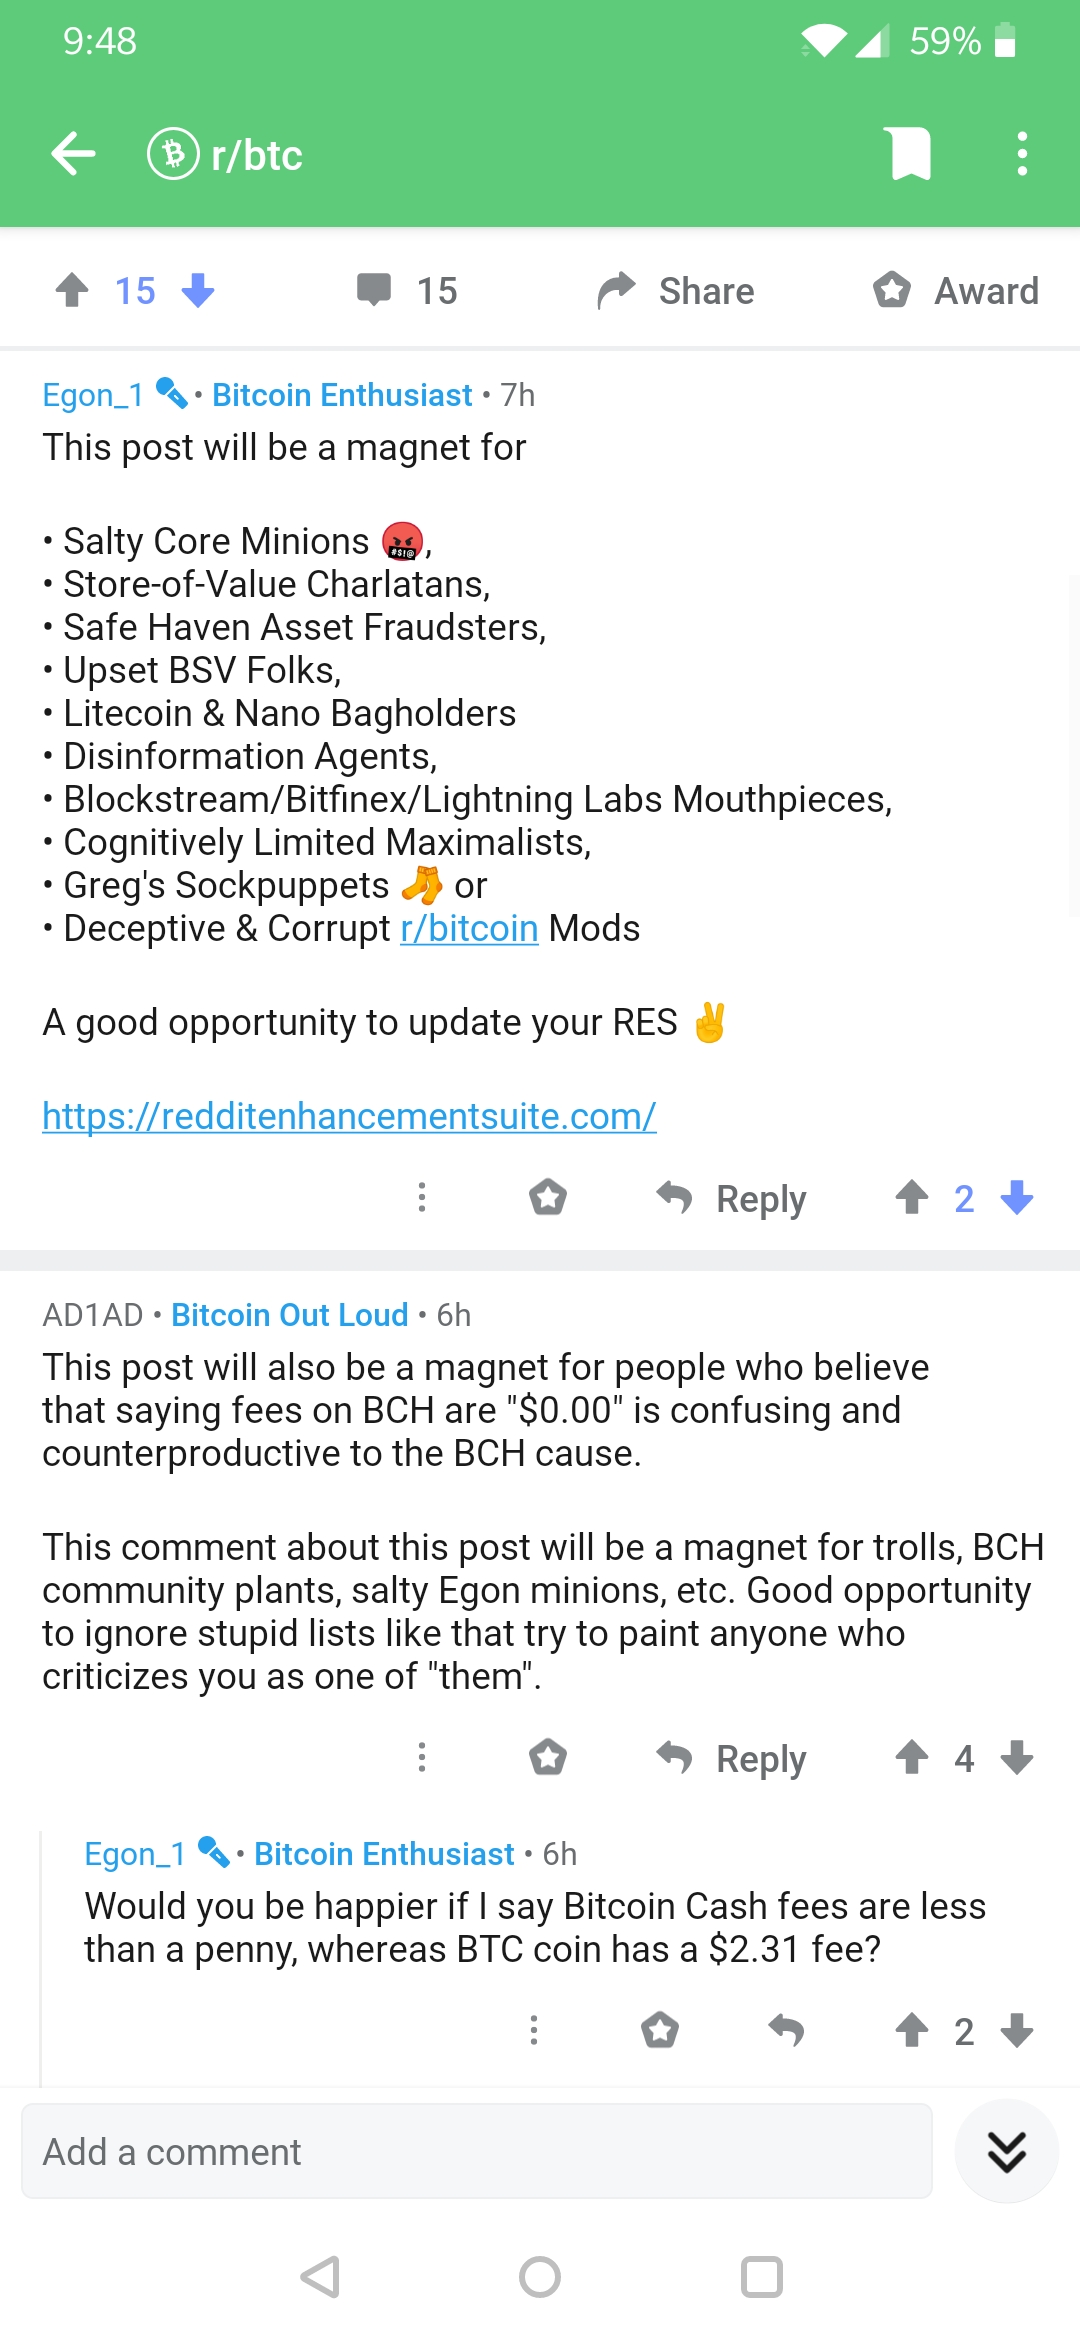 9:48
59%
r/btc
15
15
Share
Award
Egon_1 • Bitcoin Enthusiast • 7h
This post will be a magnet for
• Salty Core Minions 🤬,
• Store-of-Value Charlatans,
• Safe Haven Asset Fraudsters,
• Upset BSV Folks,
• Litecoin & Nano Bagholders
• Disinformation Agents,
• Blockstream/Bitfinex/Lightning Labs Mouthpieces,
• Cognitively Limited Maximalists,
• Greg's Sockpuppets 🧦 or
• Deceptive & Corrupt r/bitcoin Mods
A good opportunity to update your RES ✌
https://redditenhancementsuite.com/
Reply
2
AD1AD • Bitcoin Out Loud • 6h
This post will also be a magnet for people who believe
that saying fees on BCH are "$0.00" is confusing and
counterproductive to the BCH cause.
This comment about this post will be a magnet for trolls, BCH
community plants, salty Egon minions, etc. Good opportunity
to ignore stupid lists like that try to paint anyone who
criticizes you as one of "them".
Reply
4
Egon_1 • Bitcoin Enthusiast • 6h
Would you be happier if I say Bitcoin Cash fees are less
than a penny, whereas BTC coin has a $2.31 fee?
2
Add a comment